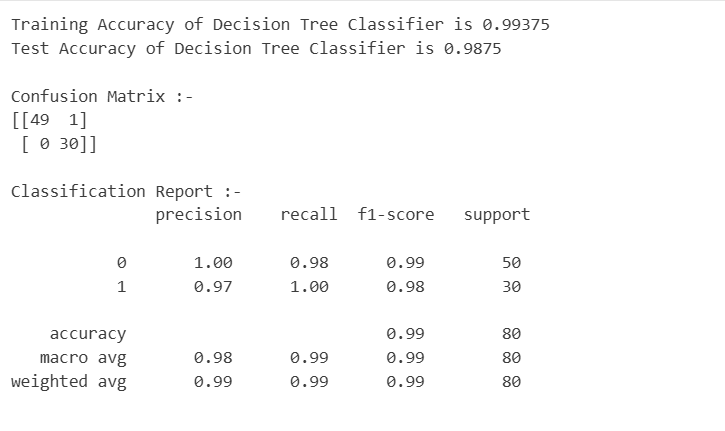 Training Accuracy of Decision Tree Classifier is 0.99375
Test Accuracy of Decision Tree Classifier is 0.9875
Confusion Matrix :-
[[49  1]
 [ 0 30]]
Classification Report :-
              precision    recall  f1-score   support
           0       1.00      0.98      0.99        50
           1       0.97      1.00      0.98        30
    accuracy                           0.99        80
   macro avg       0.98      0.99      0.99        80
weighted avg       0.99      0.99      0.99        80